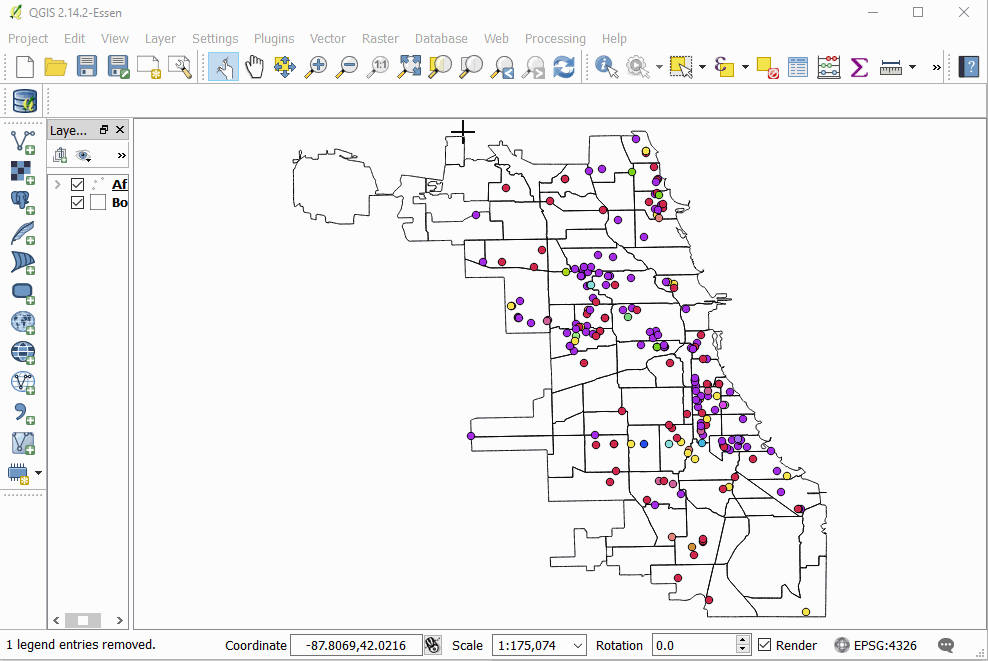 QGIS 2.14.2-Essen
Project Edit View Layer Settings Plugins Vector Raster Database Web Processing Help
1:1 » ?
Laye...
»
Af
Bo
1 legend entries removed. Coordinate -87.8069,42.0216 Scale 1:175,074 Rotation 0.0 Render EPSG:4326